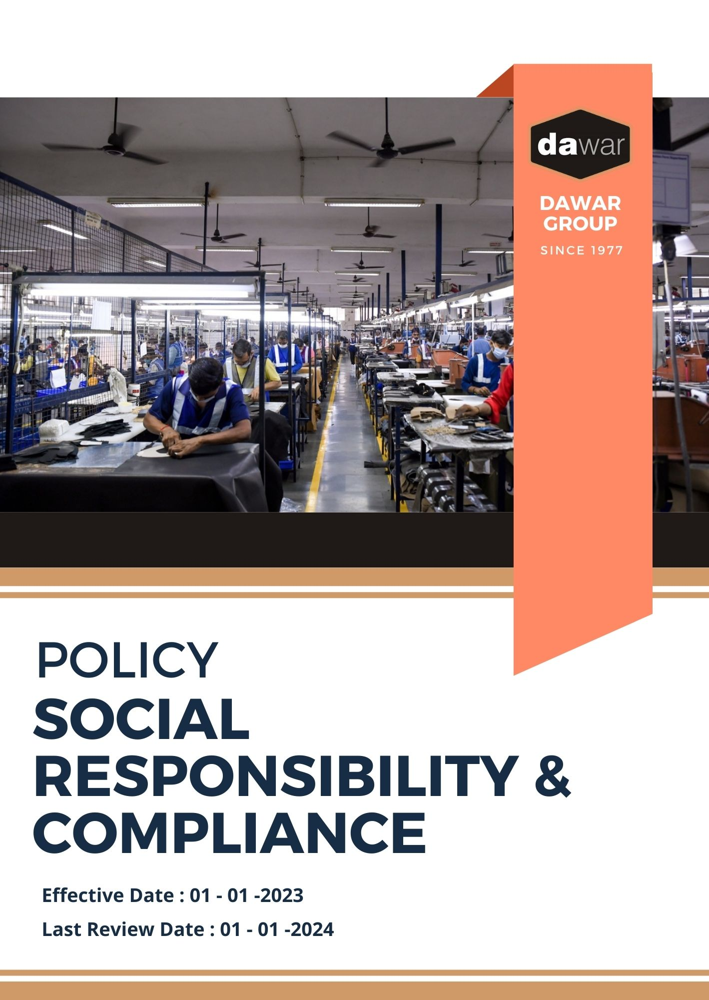 dawar
DAWAR
GROUP
SINCE 1977
POLICY
SOCIAL
RESPONSIBILITY &
COMPLIANCE
Effective Date : 01 - 01 -2023
Last Review Date : 01 - 01 -2024